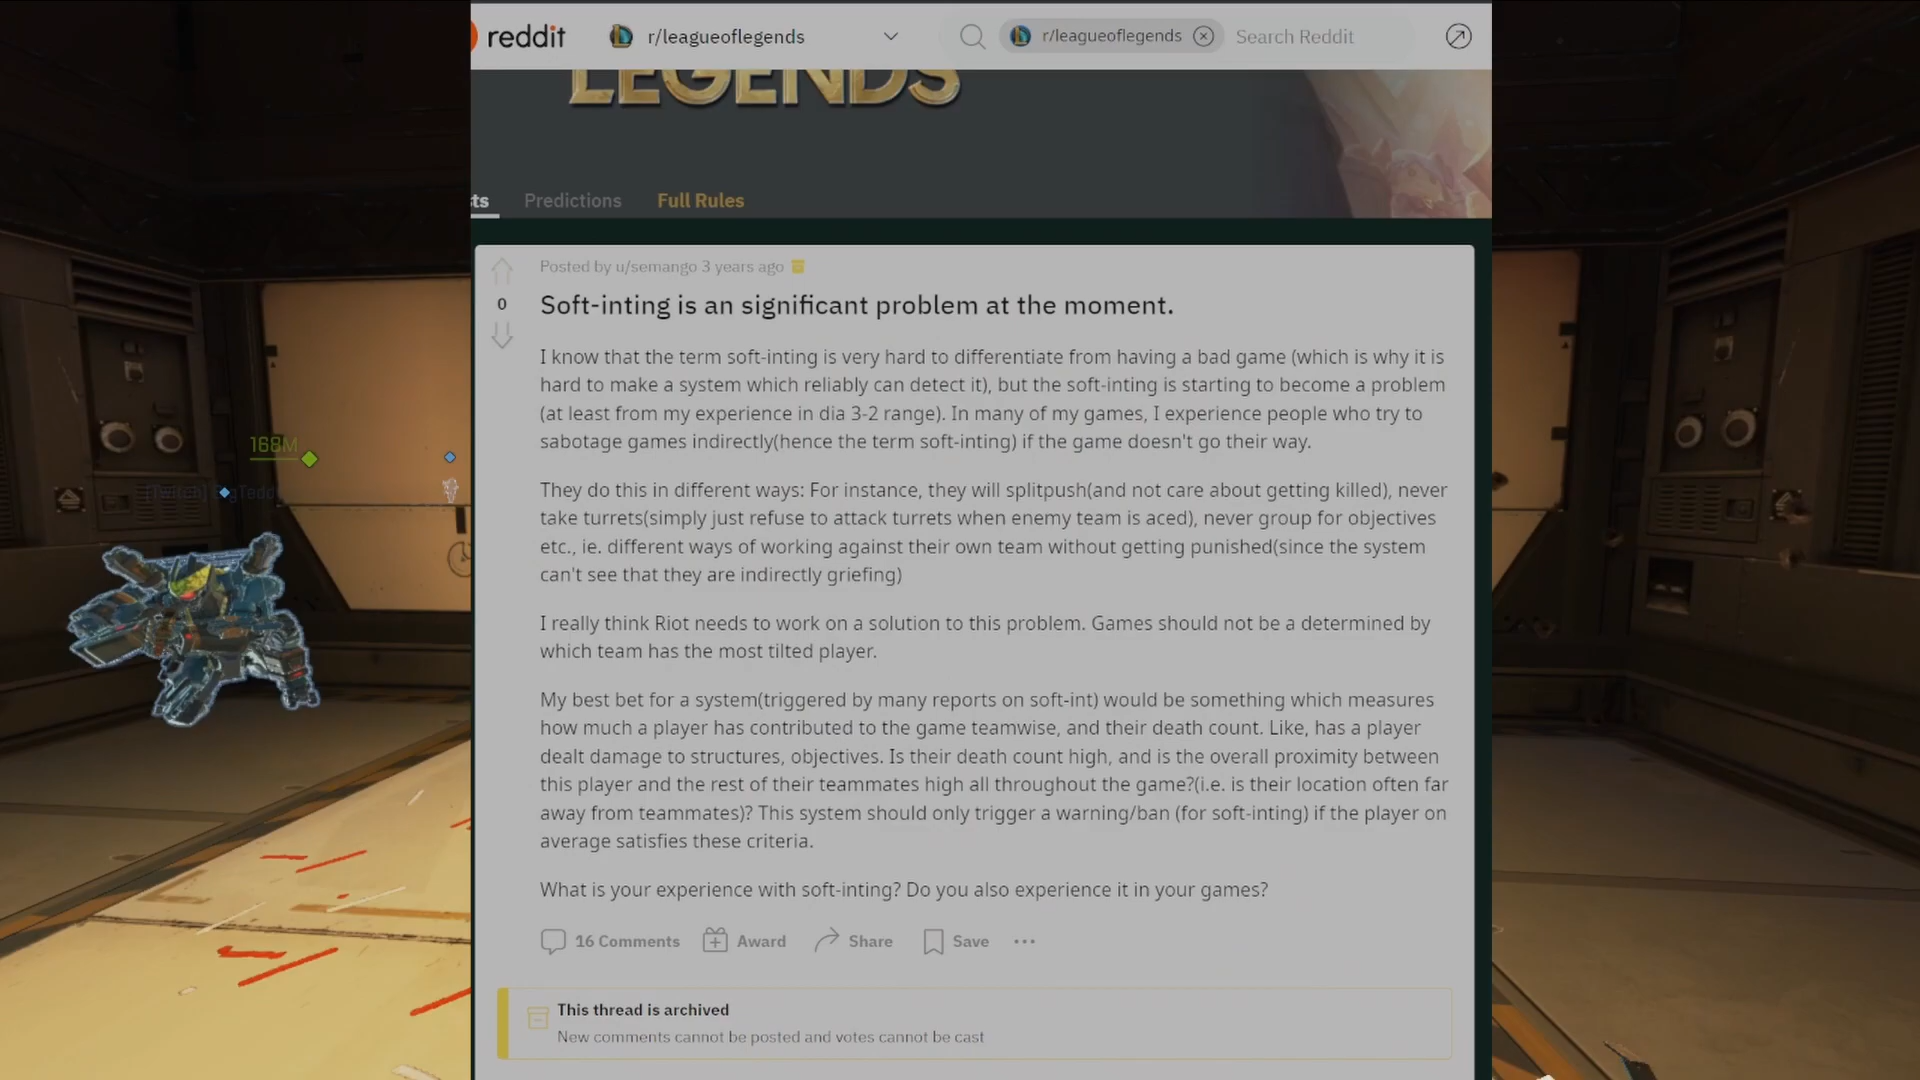 reddit
r/leagueoflegends
r/leagueoflegends
Search Reddit
LEGENDS
ts
Predictions
Full Rules
Posted by u/semango 3 years ago
0
Soft-inting is an significant problem at the moment.
I know that the term soft-inting is very hard to differentiate from having a bad game (which is why it is
hard to make a system which reliably can detect it), but the soft-inting is starting to become a problem
(at least from my experience in dia 3-2 range). In many of my games, I experience people who try to
sabotage games indirectly(hence the term soft-inting) if the game doesn't go their way.
They do this in different ways: For instance, they will splitpush(and not care about getting killed), never
take turrets(simply just refuse to attack turrets when enemy team is aced), never group for objectives
etc., ie. different ways of working against their own team without getting punished(since the system
can't see that they are indirectly griefing)
I really think Riot needs to work on a solution to this problem. Games should not be a determined by
which team has the most tilted player.
My best bet for a system(triggered by many reports on soft-int) would be something which measures
how much a player has contributed to the game teamwise, and their death count. Like, has a player
dealt damage to structures, objectives. Is their death count high, and is the overall proximity between
this player and the rest of their teammates high all throughout the game?(i.e. is their location often far
away from teammates)? This system should only trigger a warning/ban (for soft-inting) if the player on
average satisfies these criteria.
What is your experience with soft-inting? Do you also experience it in your games?
16 Comments
Award
Share
Save
This thread is archived
New comments cannot be posted and votes cannot be cast
168M
[Twitch]